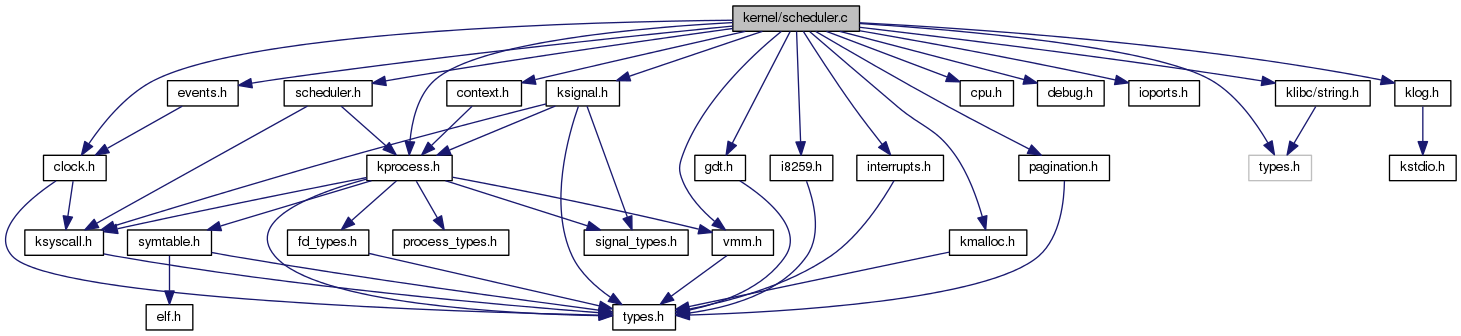 kernel/scheduler.c
events.h
scheduler.h
context.h
ksignal.h
cpu.h
debug.h
ioports.h
klibc/string.h
klog.h
clock.h
kprocess.h
gdt.h
i8259.h
interrupts.h
pagination.h
types.h
kstdio.h
ksyscall.h
symtable.h
fd_types.h
process_types.h
signal_types.h
vmm.h
kmalloc.h
elf.h
types.h